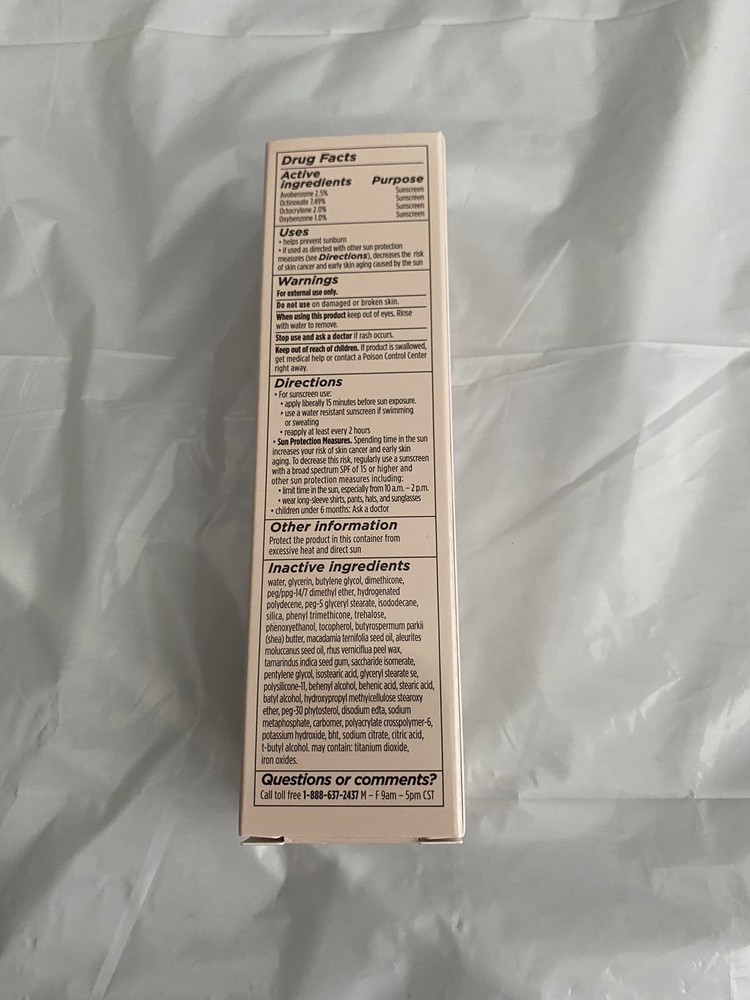 Drug Facts
Active
ingredients Purpose
Avobenzone 2.5% Sunscreen
Octinoxate 7.49% Sunscreen
Octocrylene 2.0% Sunscreen
Oxybenzone 1.0% Sunscreen
Uses
• helps prevent sunburn
• if used as directed with other sun protection
measures (see Directions), decreases the risk
of skin cancer and early skin aging caused by the sun
Warnings
For external use only.
Do not use on damaged or broken skin.
When using this product keep out of eyes. Rinse
with water to remove.
Stop use and ask a doctor if rash occurs.
Keep out of reach of children. If product is swallowed,
get medical help or contact a Poison Control Center
right away.
Directions
• For sunscreen use:
• apply liberally 15 minutes before sun exposure.
• use a water resistant sunscreen if swimming
or sweating
• reapply at least every 2 hours
• Sun Protection Measures. Spending time in the sun
increases your risk of skin cancer and early skin
aging. To decrease this risk, regularly use a sunscreen
with a broad spectrum SPF of 15 or higher and
other sun protection measures including:
• limit time in the sun, especially from 10 a.m. – 2 p.m.
• wear long-sleeve shirts, pants, hats, and sunglasses
• children under 6 months: Ask a doctor
Other information
Protect the product in this container from
excessive heat and direct sun
Inactive ingredients
water, glycerin, butylene glycol, dimethicone,
peg/ppg-14/7 dimethyl ether, hydrogenated
polydecene, peg-5 glyceryl stearate, isododecane,
silica, phenyl trimethicone, trehalose,
phenoxyethanol, tocopherol, butyrospermum parkii
(shea) butter, macadamia ternifolia seed oil, aleurites
moluccanus seed oil, rhus verniciflua peel wax,
tamarindus indica seed gum, saccharide isomerate,
pentylene glycol, isostearic acid, glyceryl stearate se,
polysilicone-11, behenyl alcohol, behenic acid, stearic acid,
batyl alcohol, hydroxypropyl methylcellulose stearoxy
ether, peg-30 phytosterol, disodium edta, sodium
metaphosphate, carbomer, polyacrylate crosspolymer-6,
potassium hydroxide, bht, sodium citrate, citric acid,
t-butyl alcohol. may contain: titanium dioxide,
iron oxides.
Questions or comments?
Call toll free 1-888-637-2437 M – F 9am – 5pm CST